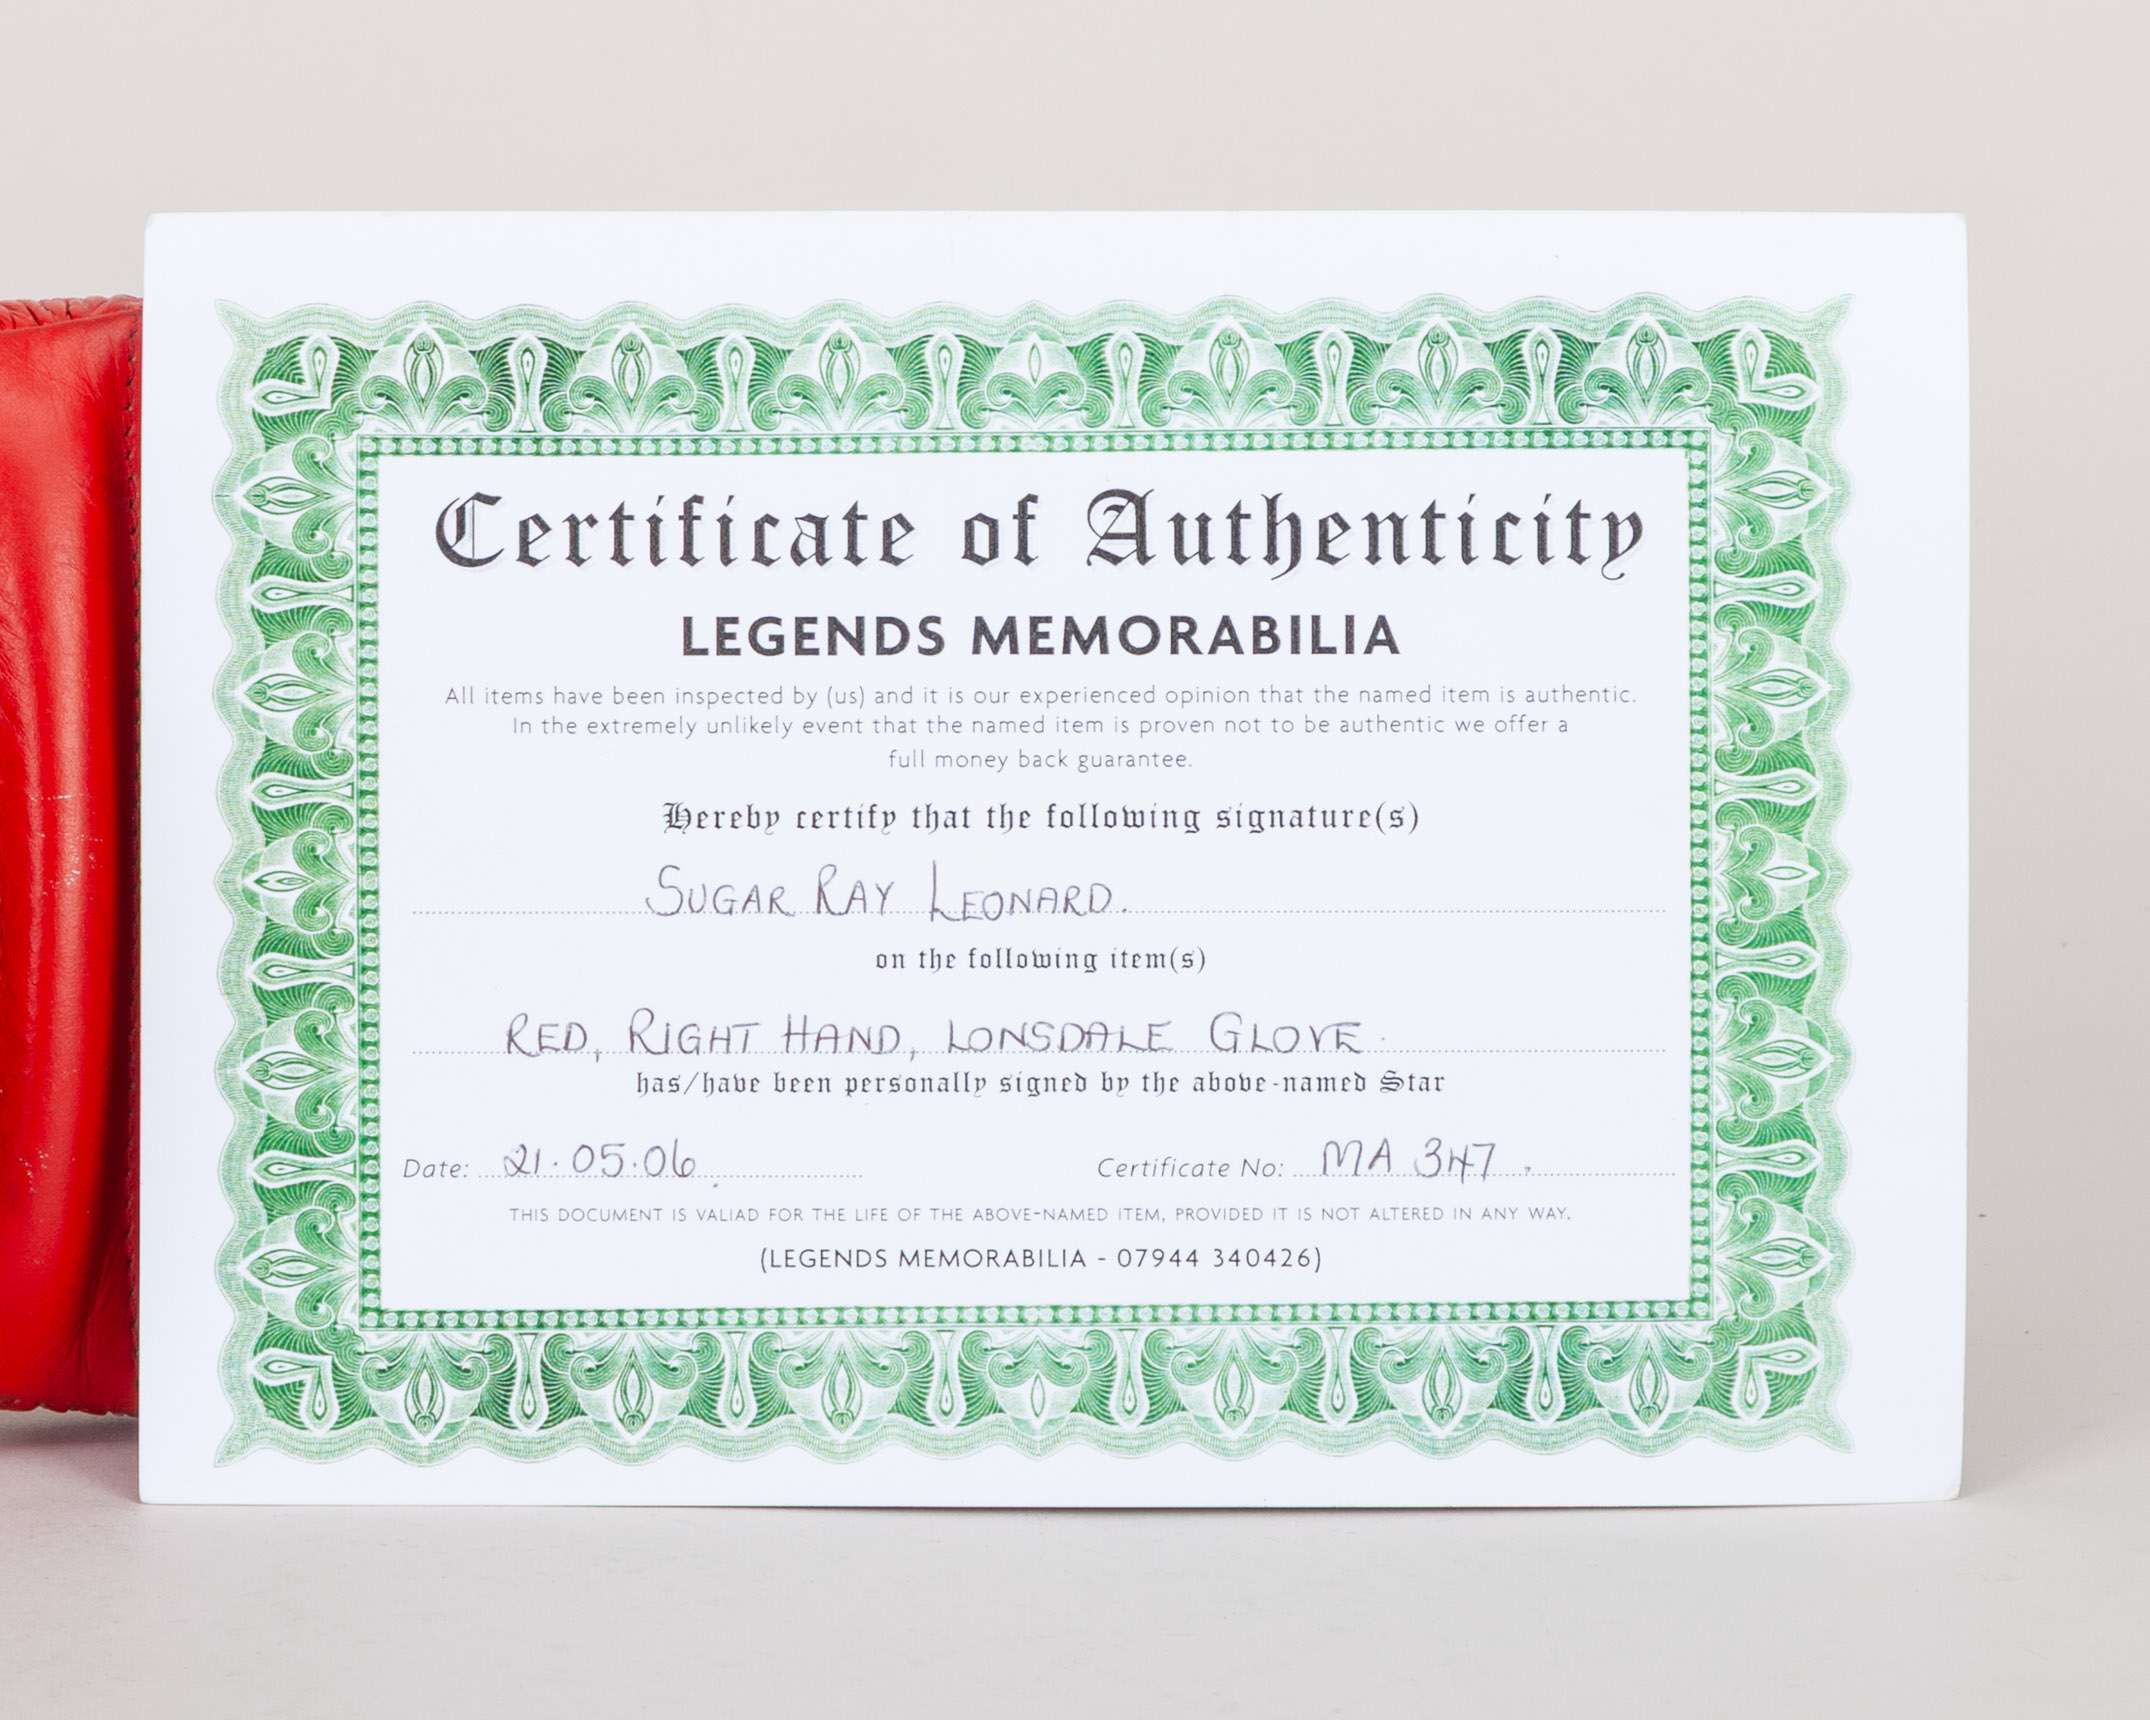 Certificate of Authenticity
LEGENDS MEMORABILIA
All items have been inspected by (us) and it is our experienced opinion that the named item is authentic.
In the extremely unlikely event that the named item is proven not to be authentic we offer a
full money back guarantee.
Hereby certify that the following signature(s)
SUGAR RAY LEONARD.
on the following item(s)
RED, RIGHT HAND, LONSDALE GLOVE.
has/have been personally signed by the above-named Star
Date: 21.05.06. Certificate No: MA 347.
THIS DOCUMENT IS VALIAD FOR THE LIFE OF THE ABOVE-NAMED ITEM, PROVIDED IT IS NOT ALTERED IN ANY WAY.
(LEGENDS MEMORABILIA - 07944 340426)